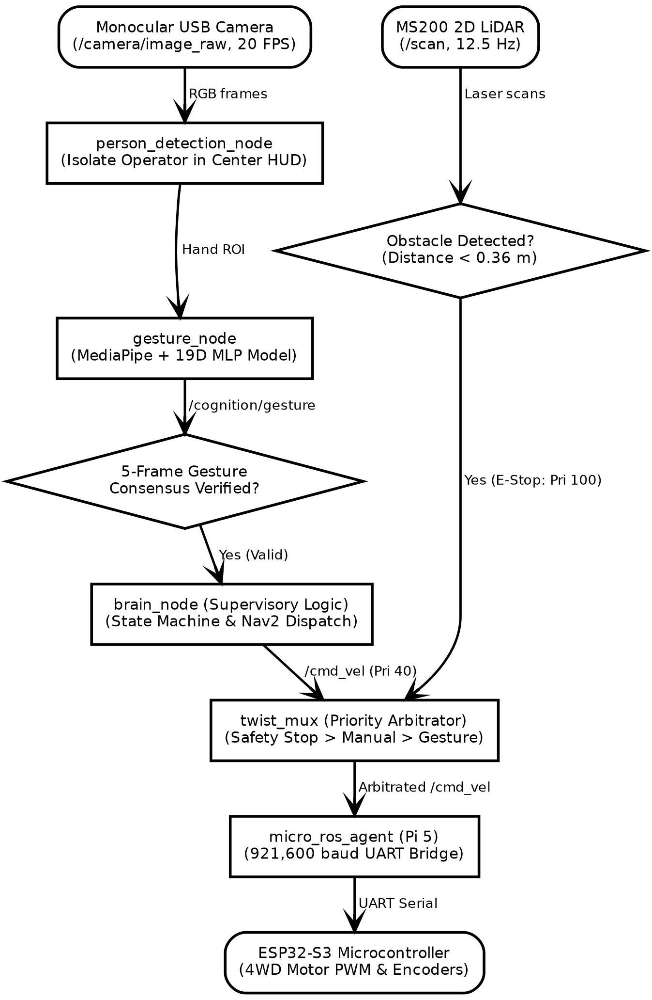 Monocular USB Camera
(/camera/image_raw, 20 FPS)
MS200 2D LiDAR
(/scan, 12.5 Hz)
RGB frames
Laser scans
person_detection_node
(Isolate Operator in Center HUD)
Hand ROI
Obstacle Detected?
(Distance < 0.36 m)
gesture_node
(MediaPipe + 19D MLP Model)
/cognition/gesture
5-Frame Gesture
Consensus Verified?
Yes (E-Stop: Pri 100)
Yes (Valid)
brain_node (Supervisory Logic)
(State Machine & Nav2 Dispatch)
/cmd_vel (Pri 40)
twist_mux (Priority Arbitrator)
(Safety Stop > Manual > Gesture)
Arbitrated /cmd_vel
micro_ros_agent (Pi 5)
(921,600 baud UART Bridge)
UART Serial
ESP32-S3 Microcontroller
(4WD Motor PWM & Encoders)